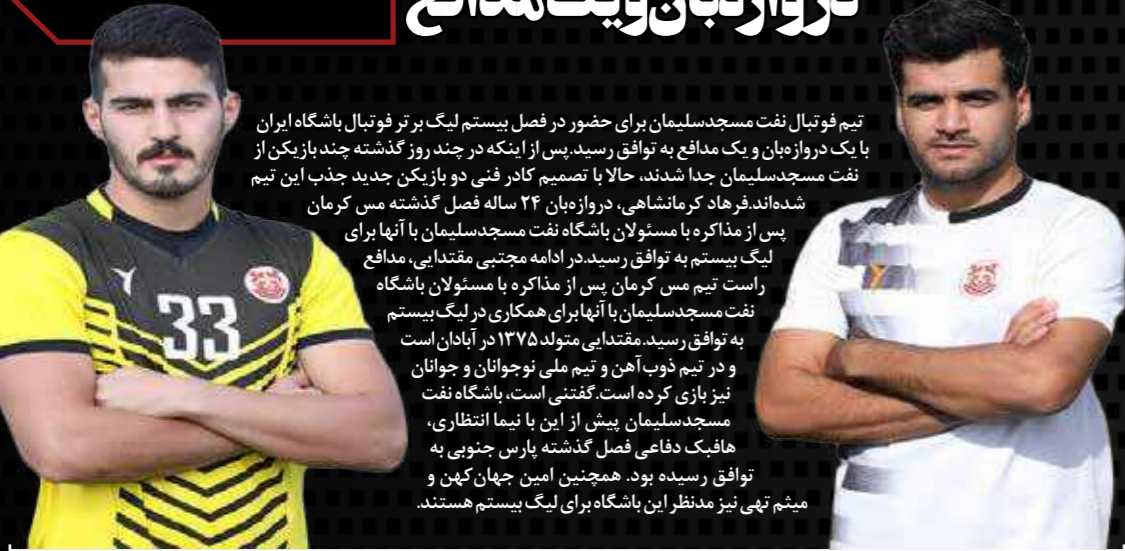 دروازه‌بان و یک مدافع
تیم فوتبال نفت مسجدسلیمان برای حضور در فصل بیستم لیگ برتر فوتبال باشگاه ایران
با یک دروازه‌بان و یک مدافع به توافق رسید.پس از اینکه در چند روز گذشته چند بازیکن از
نفت مسجدسلیمان جدا شدند، حالا با تصمیم کادر فنی دو بازیکن جدید جذب این تیم
شده‌اند.فرهاد کرمانشاهی، دروازه‌بان ۲۴ ساله فصل گذشته مس کرمان
پس از مذاکره با مسئولان باشگاه نفت مسجدسلیمان با آنها برای
لیگ بیستم به توافق رسید.در ادامه مجتبی مقتدایی، مدافع
راست تیم مس کرمان پس از مذاکره با مسئولان باشگاه
نفت مسجدسلیمان با آنها برای همکاری در لیگ بیستم
به توافق رسید.مقتدایی متولد ۱۳۷۵ در آبادان است
و در تیم ذوب‌آهن و تیم ملی نوجوانان و جوانان
نیز بازی کرده است.گفتنی است، باشگاه نفت
مسجدسلیمان پیش از این با نیما انتظاری،
هافبک دفاعی فصل گذشته پارس جنوبی به
توافق رسیده بود. همچنین امین جهان‌کهن و
میثم تهی نیز مدنظر این باشگاه برای لیگ بیستم هستند.
33